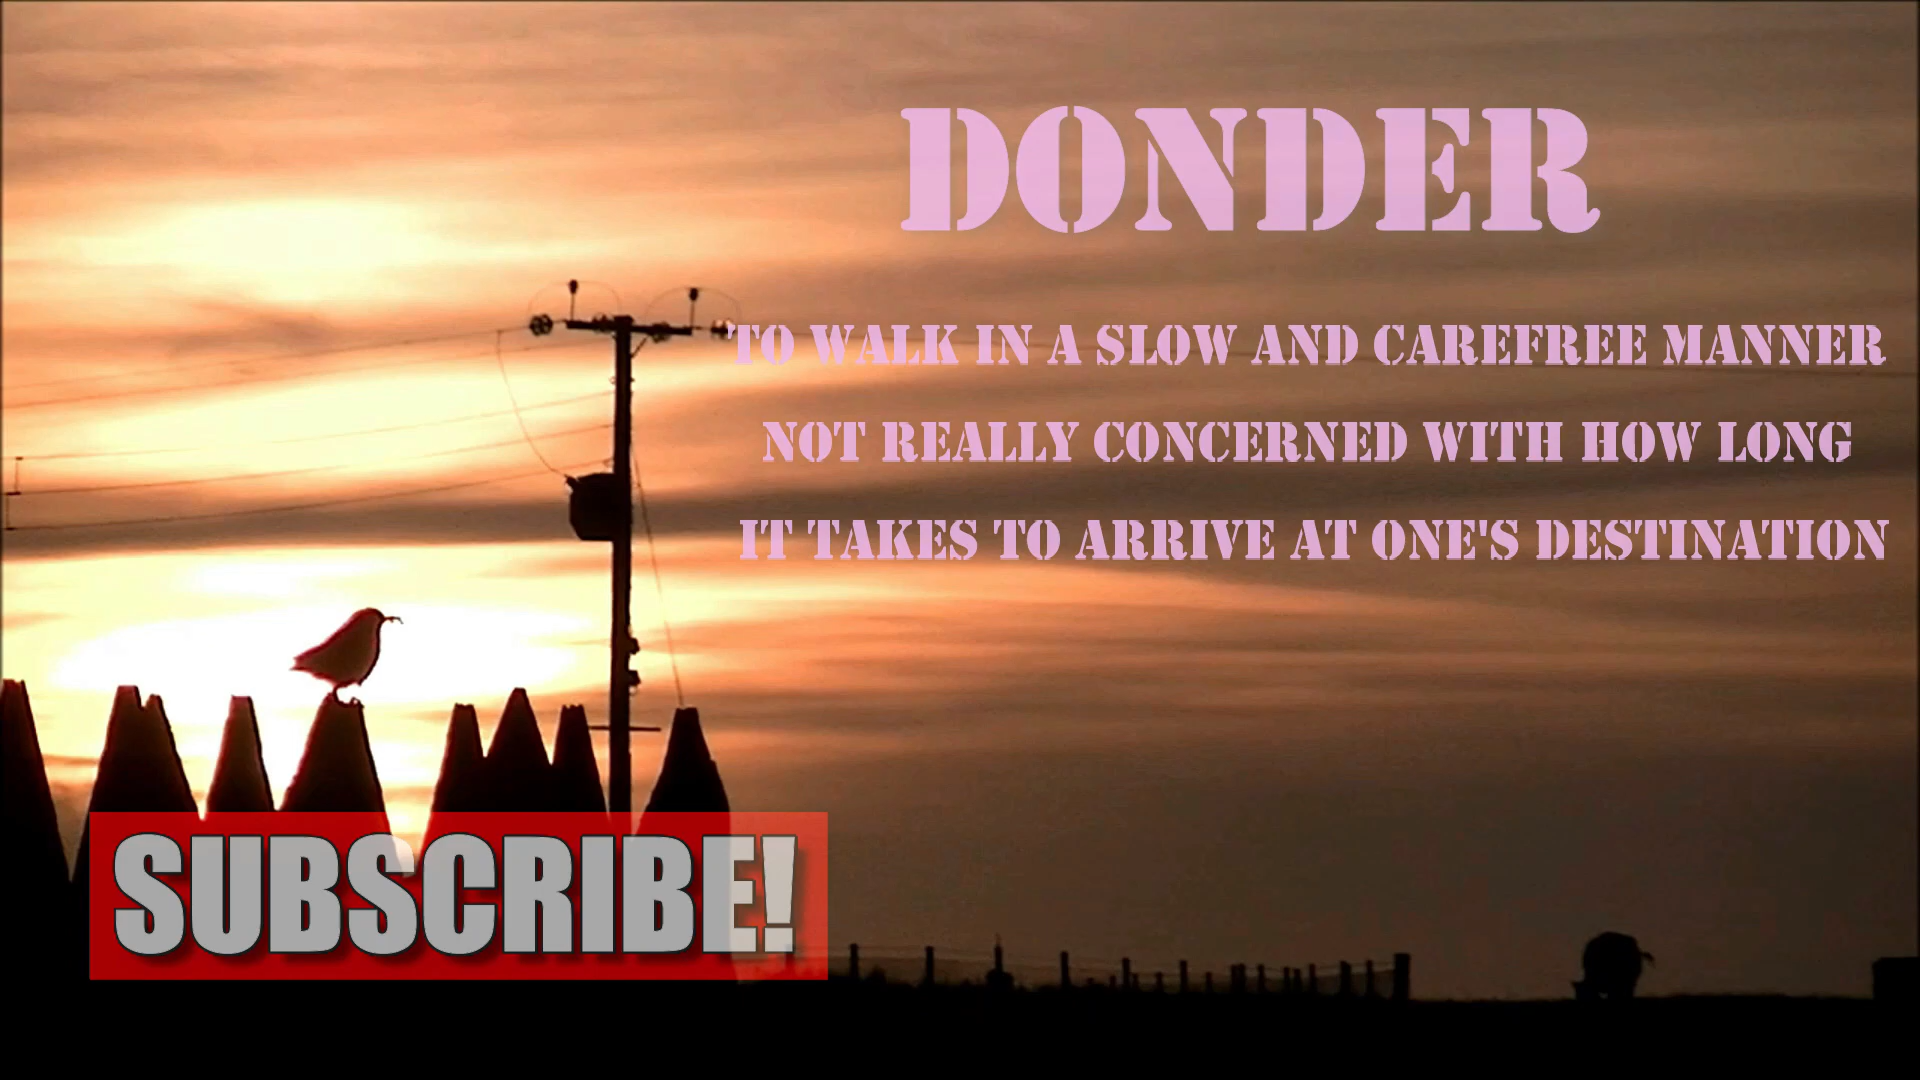 DONDER
TO WALK IN A SLOW AND CAREFREE MANNER
NOT REALLY CONCERNED WITH HOW LONG
IT TAKES TO ARRIVE AT ONE'S DESTINATION
SUBSCRIBE!